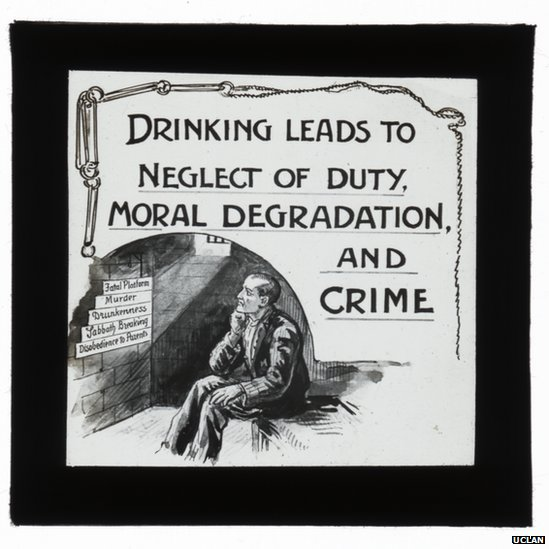 DRINKING LEADS TO
NEGLECT OF DUTY,
MORAL DEGRADATION,
AND
CRIME
Fatal Platform
Murder
Drunkenness
Sabbath Breaking
Disobedience to Parents
UCLAN